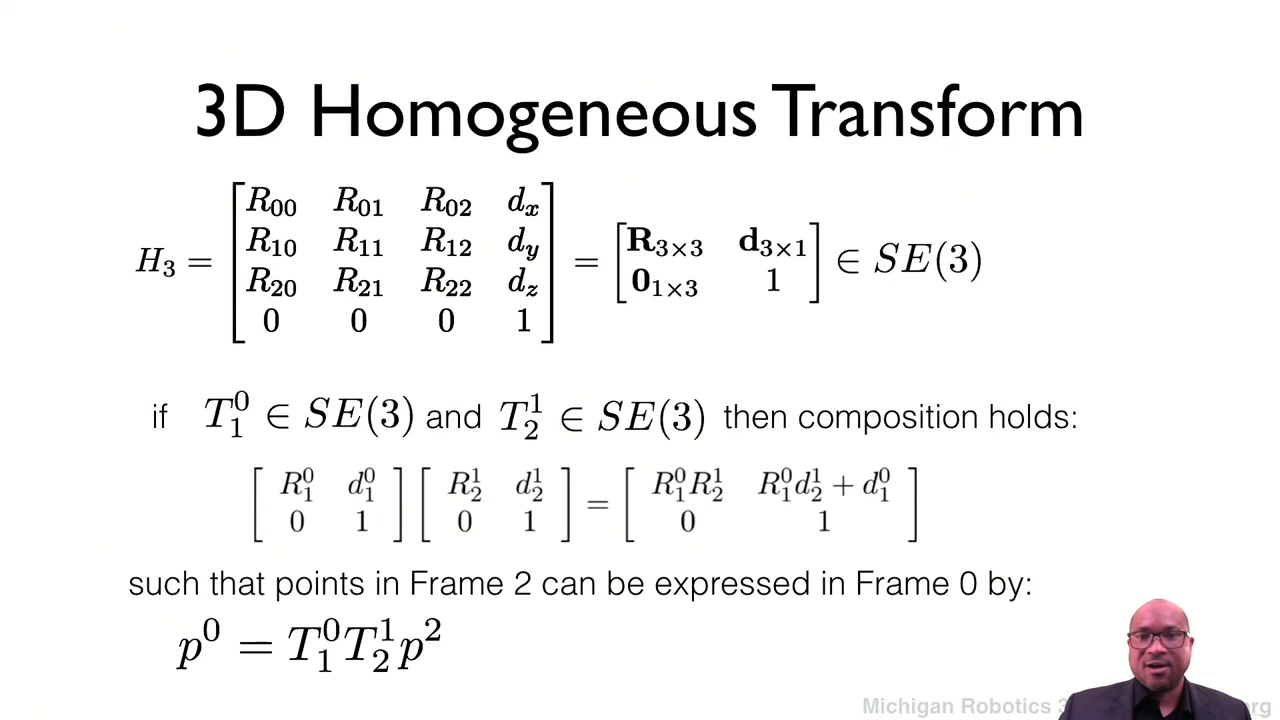 3D Homogeneous Transform
H₃ = [ R₀₀ R₀₁ R₀₂ dₓ ; R₁₀ R₁₁ R₁₂ d_y ; R₂₀ R₂₁ R₂₂ d_z ; 0 0 0 1 ] = [ R₃ₓ₃ d₃ₓ₁ ; 0₁ₓ₃ 1 ] ∈ SE(3)
if T₁⁰ ∈ SE(3) and T₂¹ ∈ SE(3) then composition holds:
[ R₁⁰ d₁⁰ ; 0 1 ] [ R₂¹ d₂¹ ; 0 1 ] = [ R₁⁰R₂¹ R₁⁰d₂¹ + d₁⁰ ; 0 1 ]
such that points in Frame 2 can be expressed in Frame 0 by:
p⁰ = T₁⁰T₂¹p²
Michigan Robotics